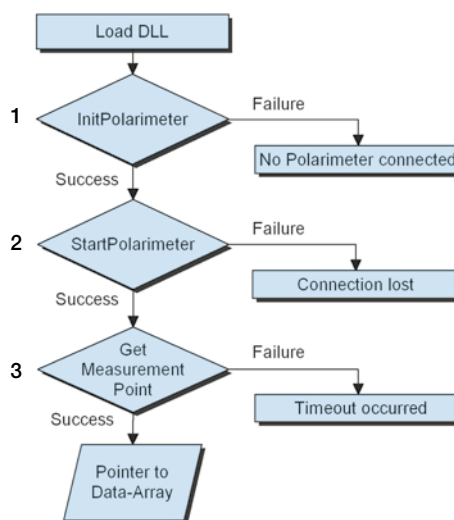 Load DLL
1
InitPolarimeter
Failure
No Polarimeter connected
Success
2
StartPolarimeter
Failure
Connection lost
Success
3
Get
Measurement
Point
Failure
Timeout occurred
Success
Pointer to
Data-Array